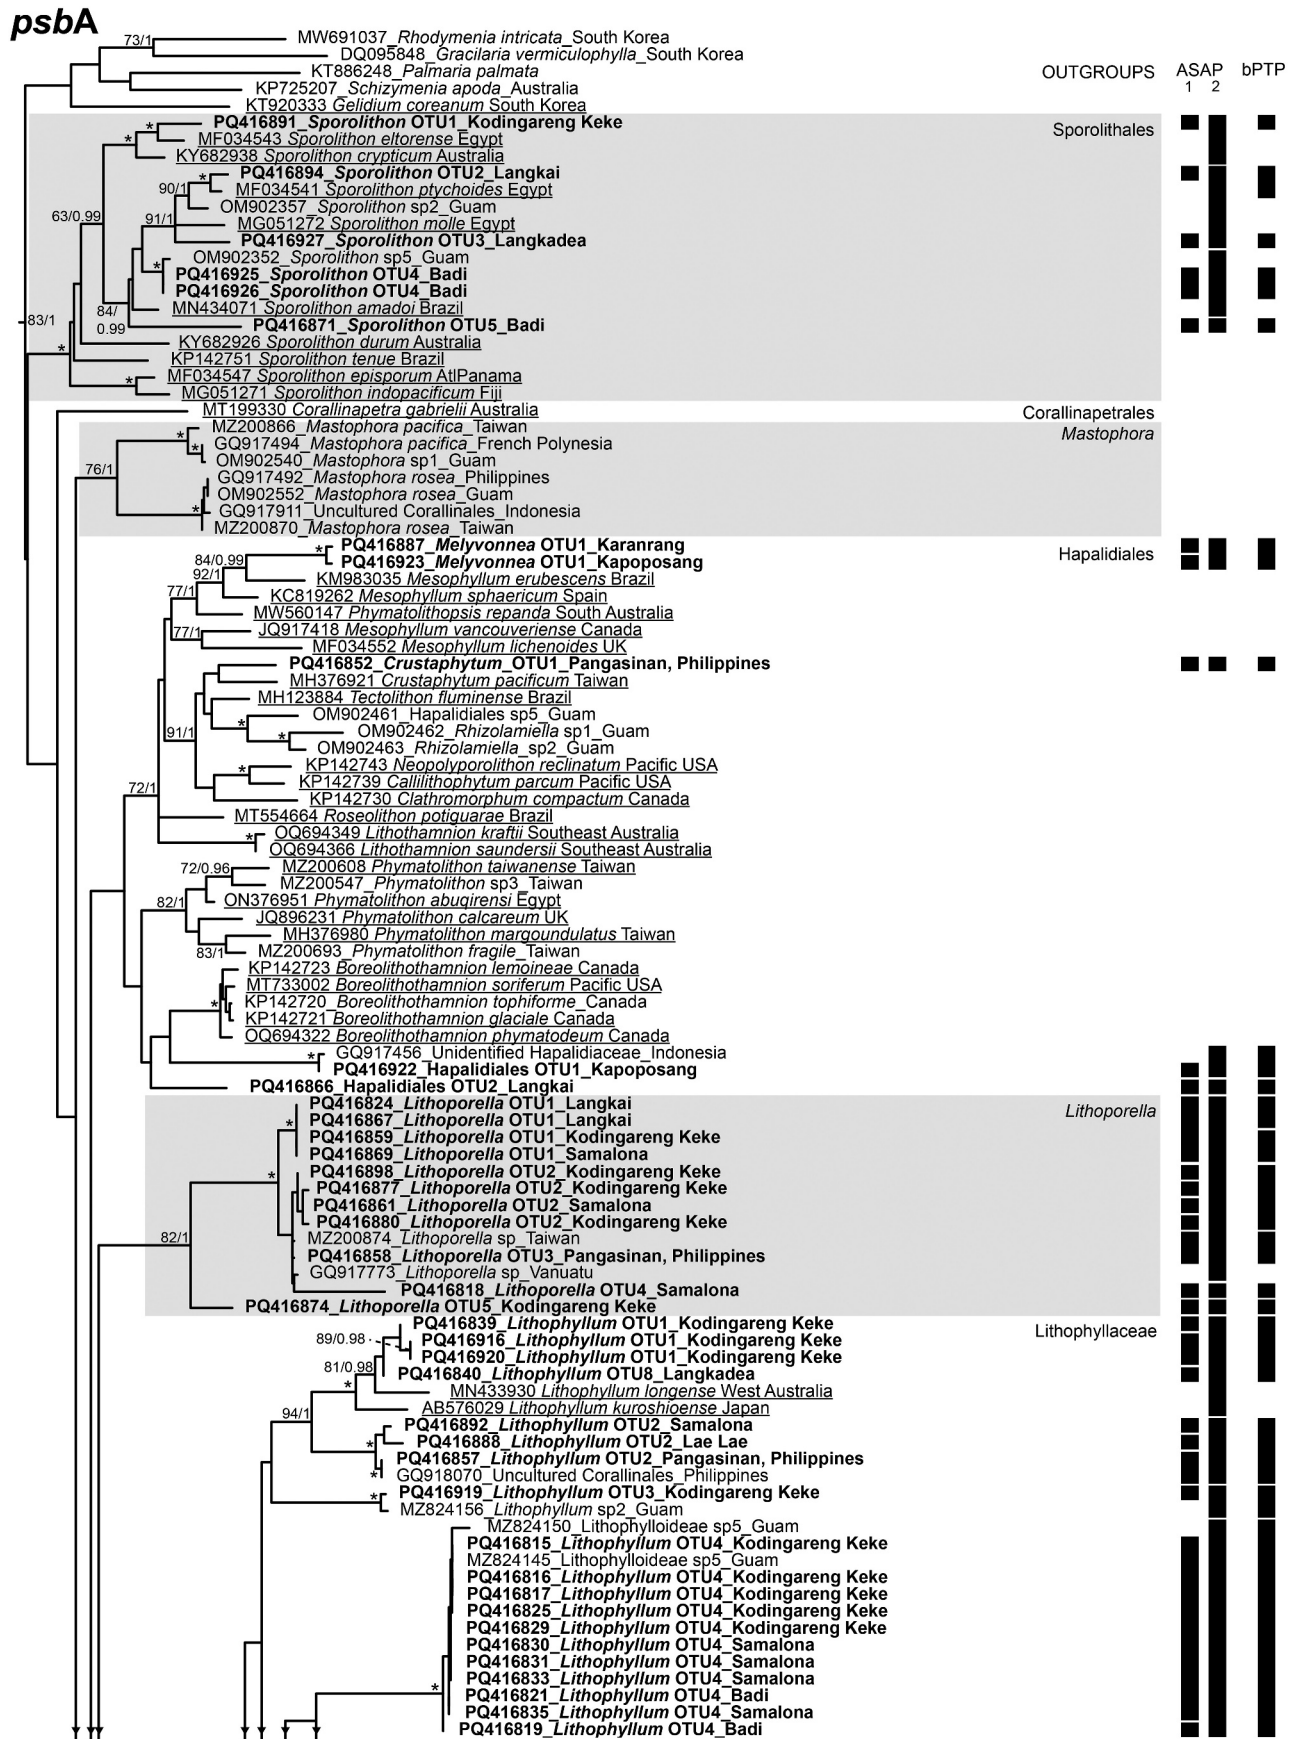 psbA
MW691037_Rhodymenia intricata_South Korea
DQ095848_Gracilaria vermiculophylla_South Korea
KT886248_Palmaria palmata
OUTGROUPS ASAP bPTP
1 2
KP725207_Schizymenia apoda_Australia
KT920333 Gelidium coreanum South Korea
73/1
PQ416891_Sporolithon OTU1_Kodingareng Keke
Sporolithales
MF034543 Sporolithon eltorense Egypt
KY682938 Sporolithon crypticum Australia
PQ416894_Sporolithon OTU2_Langkai
90/1 MF034541 Sporolithon ptychoides Egypt
OM902357_Sporolithon sp2_Guam
63/0.99 91/1 MG051272 Sporolithon molle Egypt
PQ416927_Sporolithon OTU3_Langkadea
OM902352_Sporolithon sp5_Guam
PQ416925_Sporolithon OTU4_Badi
PQ416926_Sporolithon OTU4_Badi
84/ MN434071 Sporolithon amadoi Brazil
83/1 0.99 PQ416871_Sporolithon OTU5_Badi
KY682926 Sporolithon durum Australia
KP142751 Sporolithon tenue Brazil
MF034547 Sporolithon episporum AtlPanama
MG051271 Sporolithon indopacificum Fiji
MT199330 Corallinapetra gabrielii Australia Corallinapetrales
MZ200866_Mastophora pacifica_Taiwan Mastophora
GQ917494_Mastophora pacifica_French Polynesia
OM902540_Mastophora sp1_Guam
76/1 GQ917492_Mastophora rosea_Philippines
OM902552_Mastophora rosea_Guam
GQ917911_Uncultured Corallinales_Indonesia
MZ200870_Mastophora rosea_Taiwan
PQ416887_Melyvonnea OTU1_Karanrang Hapalidiales
84/0.99 PQ416923_Melyvonnea OTU1_Kapoposang
92/1 KM983035 Mesophyllum erubescens Brazil
77/1 KC819262 Mesophyllum sphaericum Spain
MW560147 Phymatolithopsis repanda South Australia
77/1 JQ917418 Mesophyllum vancouveriense Canada
MF034552 Mesophyllum lichenoides UK
PQ416852_Crustaphytum_OTU1_Pangasinan, Philippines
MH376921 Crustaphytum pacificum Taiwan
MH123884 Tectolithon fluminense Brazil
OM902461_Hapalidiales sp5_Guam
91/1 OM902462_Rhizolamiella sp1_Guam
OM902463_Rhizolamiella_sp2_Guam
KP142743 Neopolyporolithon reclinatum Pacific USA
72/1 KP142739 Callilithophytum parcum Pacific USA
KP142730 Clathromorphum compactum Canada
MT554664 Roseolithon potiguarae Brazil
OQ694349 Lithothamnion kraftii Southeast Australia
OQ694366 Lithothamnion saundersii Southeast Australia
72/0.96 MZ200608 Phymatolithon taiwanense Taiwan
MZ200547_Phymatolithon sp3_Taiwan
82/1 ON376951 Phymatolithon abuqirensi Egypt
JQ896231 Phymatolithon calcareum UK
MH376980 Phymatolithon margoundulatus Taiwan
83/1 MZ200693_Phymatolithon fragile_Taiwan
KP142723 Boreolithothamnion lemoineae Canada
MT733002 Boreolithothamnion soriferum Pacific USA
KP142720_Boreolithothamnion tophiforme_Canada
KP142721 Boreolithothamnion glaciale Canada
OQ694322 Boreolithothamnion phymatodeum Canada
GQ917456_Unidentified Hapalidiaceae_Indonesia
PQ416922_Hapalidiales OTU1_Kapoposang
PQ416866_Hapalidiales OTU2_Langkai
PQ416824_Lithoporella OTU1_Langkai Lithoporella
PQ416867_Lithoporella OTU1_Langkai
PQ416859_Lithoporella OTU1_Kodingareng Keke
PQ416869_Lithoporella OTU1_Samalona
PQ416898_Lithoporella OTU2_Kodingareng Keke
PQ416877_Lithoporella OTU2_Kodingareng Keke
PQ416861_Lithoporella OTU2_Samalona
PQ416880_Lithoporella OTU2_Kodingareng Keke
82/1 MZ200874_Lithoporella sp_Taiwan
PQ416858_Lithoporella OTU3_Pangasinan, Philippines
GQ917773_Lithoporella sp_Vanuatu
PQ416818_Lithoporella OTU4_Samalona
PQ416874_Lithoporella OTU5_Kodingareng Keke
PQ416839_Lithophyllum OTU1_Kodingareng Keke Lithophyllaceae
89/0.98 PQ416916_Lithophyllum OTU1_Kodingareng Keke
PQ416920_Lithophyllum OTU1_Kodingareng Keke
81/0.98 PQ416840_Lithophyllum OTU8_Langkadea
MN433930 Lithophyllum longense West Australia
94/1 AB576029 Lithophyllum kuroshioense Japan
PQ416892_Lithophyllum OTU2_Samalona
PQ416888_Lithophyllum OTU2_Lae Lae
PQ416857_Lithophyllum OTU2_Pangasinan, Philippines
GQ918070_Uncultured Corallinales_Philippines
PQ416919_Lithophyllum OTU3_Kodingareng Keke
MZ824156_Lithophyllum sp2_Guam
MZ824150_Lithophylloideae sp5_Guam
PQ416815_Lithophyllum OTU4_Kodingareng Keke
MZ824145_Lithophylloideae sp5_Guam
PQ416816_Lithophyllum OTU4_Kodingareng Keke
PQ416817_Lithophyllum OTU4_Kodingareng Keke
PQ416825_Lithophyllum OTU4_Kodingareng Keke
PQ416829_Lithophyllum OTU4_Kodingareng Keke
PQ416830_Lithophyllum OTU4_Samalona
PQ416831_Lithophyllum OTU4_Samalona
PQ416833_Lithophyllum OTU4_Samalona
PQ416821_Lithophyllum OTU4_Badi
PQ416835_Lithophyllum OTU4_Samalona
PQ416819_Lithophyllum OTU4_Badi